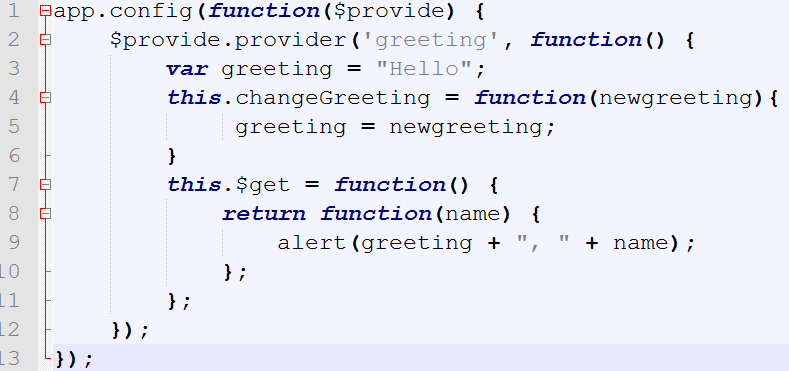 1 app.config(function($provide) {
2     $provide.provider('greeting', function() {
3         var greeting = "Hello";
4         this.changeGreeting = function(newgreeting){
5              greeting = newgreeting;
6         }
7         this.$get = function() {
8             return function(name) {
9                 alert(greeting + ", " + name);
10             };
11         };
12     });
13 });